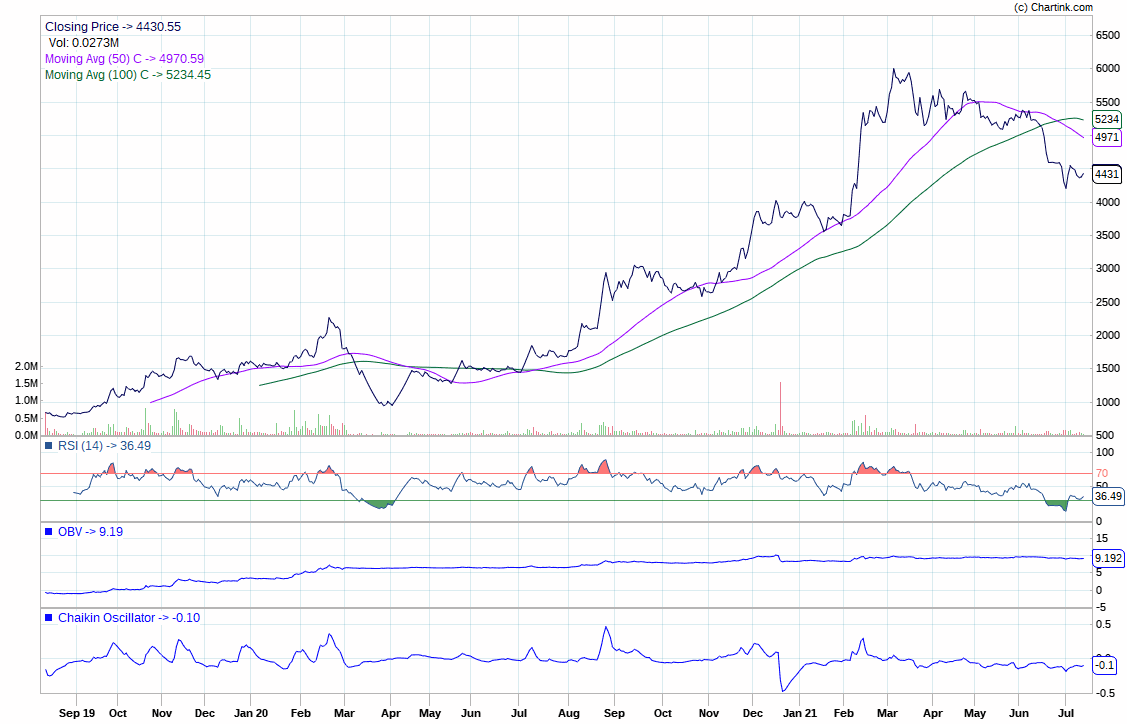 (c) Chartink.com
Closing Price -> 4430.55
Vol: 0.0273M
Moving Avg (50) C -> 4970.59
Moving Avg (100) C -> 5234.45
6500
6000
5500
5234
4971
4431
4000
3500
3000
2500
2000
1500
1000
500
2.0M
1.5M
1.0M
0.5M
0.0M
RSI (14) -> 36.49
100
70
50
36.49
0
OBV -> 9.19
15
9.192
5
0
-5
Chaikin Oscillator -> -0.10
0.5
0.0
-0.1
-0.5
Sep 19 Oct Nov Dec Jan 20 Feb Mar Apr May Jun Jul Aug Sep Oct Nov Dec Jan 21 Feb Mar Apr May Jun Jul